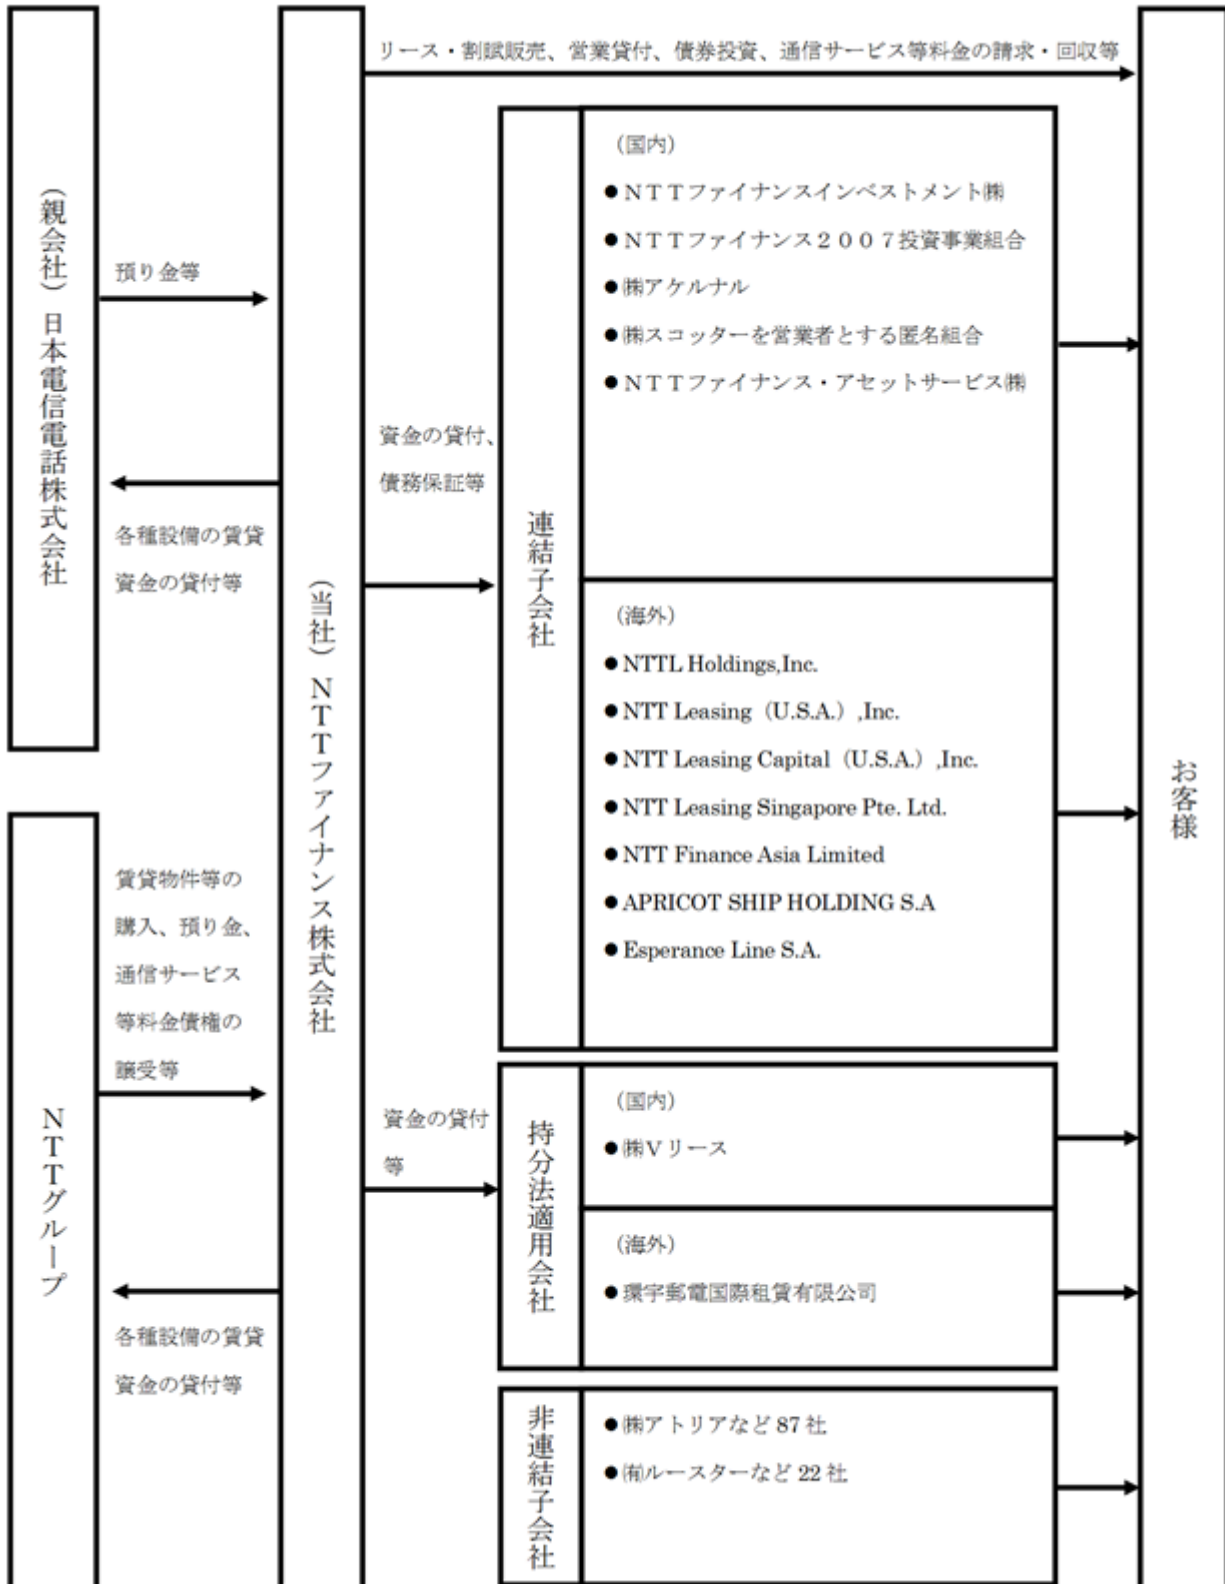 リース・割賦販売、営業貸付、債券投資、通信サービス等料金の請求・回収等
(親会社)日本電信電話株式会社
預り金等
各種設備の賃貸
資金の貸付等
NTTグループ
賃貸物件等の
購入、預り金、
通信サービス
等料金債権の
譲受等
各種設備の賃貸
資金の貸付等
(当社)NTTファイナンス株式会社
資金の貸付、
債務保証等
連結子会社
(国内)
●NTTファイナンスインベストメント㈱
●NTTファイナンス2007投資事業組合
●㈱アケルナル
●㈱スコッターを営業者とする匿名組合
●NTTファイナンス・アセットサービス㈱
(海外)
●NTTL Holdings,Inc.
●NTT Leasing(U.S.A.),Inc.
●NTT Leasing Capital(U.S.A.),Inc.
●NTT Leasing Singapore Pte. Ltd.
●NTT Finance Asia Limited
●APRICOT SHIP HOLDING S.A
●Esperance Line S.A.
資金の貸付
等
持分法適用会社
(国内)
●㈱Vリース
(海外)
●環宇郵電国際租賃有限公司
非連結子会社
●㈱アトリアなど 87 社
●㈲ルースターなど 22 社
お客様